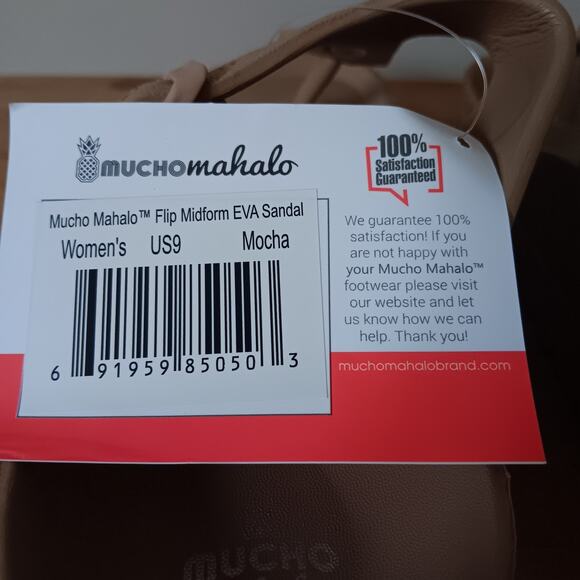 MUCHOmahalo
100%
Satisfaction
Guaranteed
Mucho Mahalo™ Flip Midform EVA Sandal
Women's US9 Mocha
6 91959 85050 3
We guarantee 100%
satisfaction! If you
are not happy with
your Mucho Mahalo™
footwear please visit
our website and let
us know how we can
help. Thank you!
muchomahalobrand.com
MUCHO